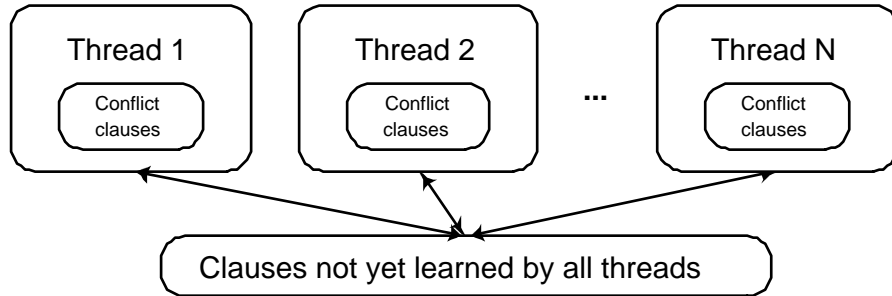 Thread 1
Conflict
clauses
Thread 2
Conflict
clauses
...
Thread N
Conflict
clauses
Clauses not yet learned by all threads